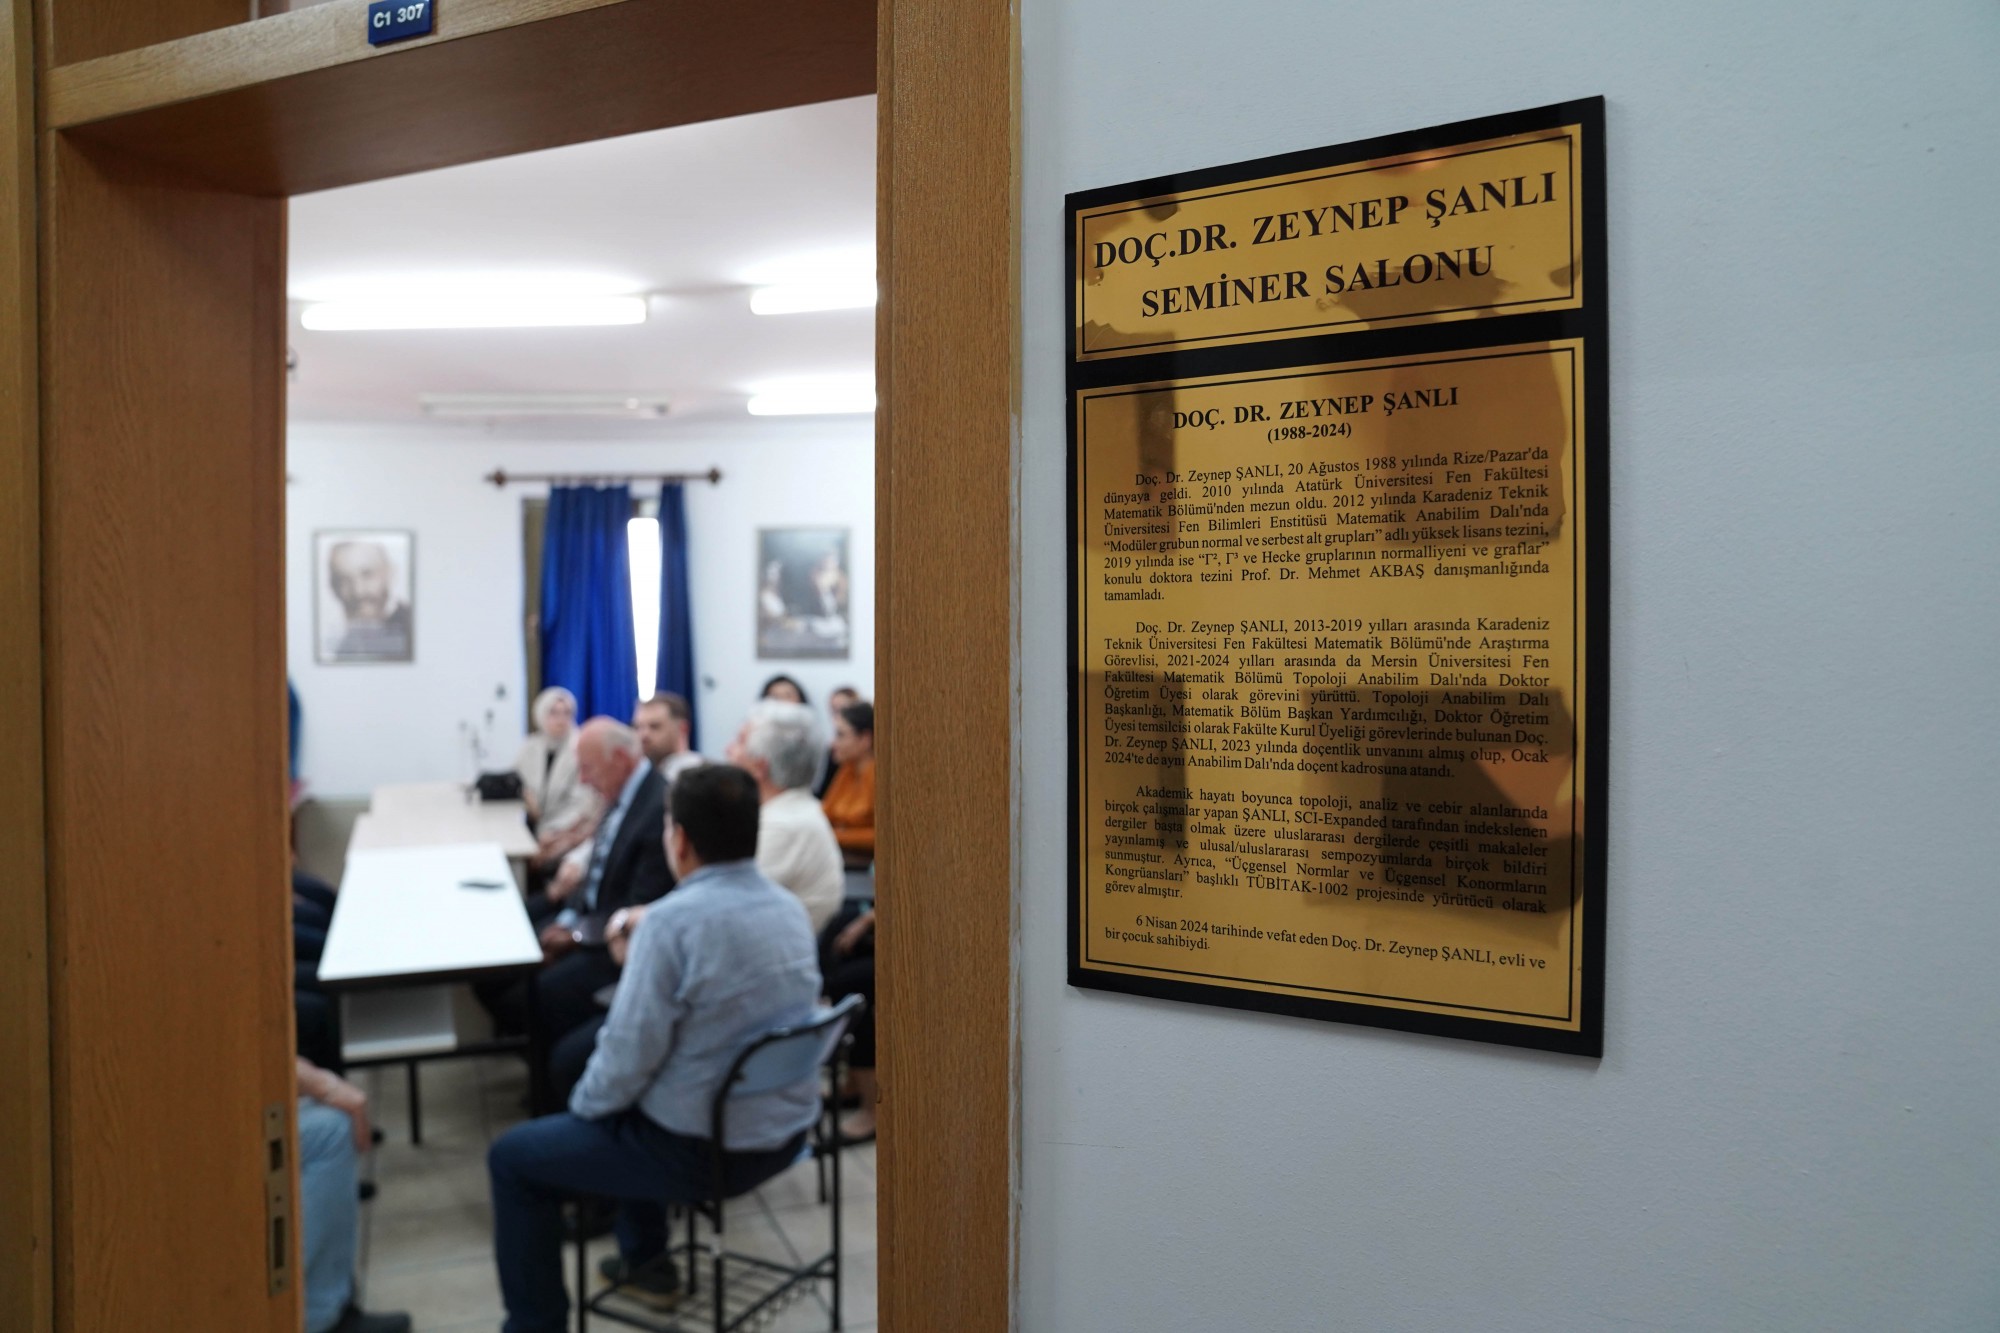 C1 307
DOÇ.DR. ZEYNEP ŞANLI
SEMİNER SALONU
DOÇ. DR. ZEYNEP ŞANLI
(1988-2024)
Doç. Dr. Zeynep ŞANLI, 20 Ağustos 1988 yılında Rize/Pazar'da
dünyaya geldi. 2010 yılında Atatürk Üniversitesi Fen Fakültesi
Matematik Bölümü'nden mezun oldu. 2012 yılında Karadeniz Teknik
Üniversitesi Fen Bilimleri Enstitüsü Matematik Anabilim Dalı'nda
“Modüler grubun normal ve serbest alt grupları” adlı yüksek lisans tezini,
2019 yılında ise “Γ², Γ³ ve Hecke gruplarının normalliyeni ve graflar”
konulu doktora tezini Prof. Dr. Mehmet AKBAŞ danışmanlığında
tamamladı.
Doç. Dr. Zeynep ŞANLI, 2013-2019 yılları arasında Karadeniz
Teknik Üniversitesi Fen Fakültesi Matematik Bölümü'nde Araştırma
Görevlisi, 2021-2024 yılları arasında da Mersin Üniversitesi Fen
Fakültesi Matematik Bölümü Topoloji Anabilim Dalı'nda Doktor
Öğretim Üyesi olarak görevini yürüttü. Topoloji Anabilim Dalı
Başkanlığı, Matematik Bölüm Başkan Yardımcılığı, Doktor Öğretim
Üyesi temsilcisi olarak Fakülte Kurul Üyeliği görevlerinde bulunan Doç.
Dr. Zeynep ŞANLI, 2023 yılında doçentlik unvanını almış olup, Ocak
2024'te de aynı Anabilim Dalı'nda doçent kadrosuna atandı.
Akademik hayatı boyunca topoloji, analiz ve cebir alanlarında
birçok çalışmalar yapan ŞANLI, SCI-Expanded tarafından indekslenen
dergiler başta olmak üzere uluslararası dergilerde çeşitli makaleler
yayınlamış ve ulusal/uluslararası sempozyumlarda birçok bildiri
sunmuştur. Ayrıca, “Üçgensel Normlar ve Üçgensel Konormların
Kongrüansları” başlıklı TÜBİTAK-1002 projesinde yürütücü olarak
görev almıştır.
6 Nisan 2024 tarihinde vefat eden Doç. Dr. Zeynep ŞANLI, evli ve
bir çocuk sahibiydi.